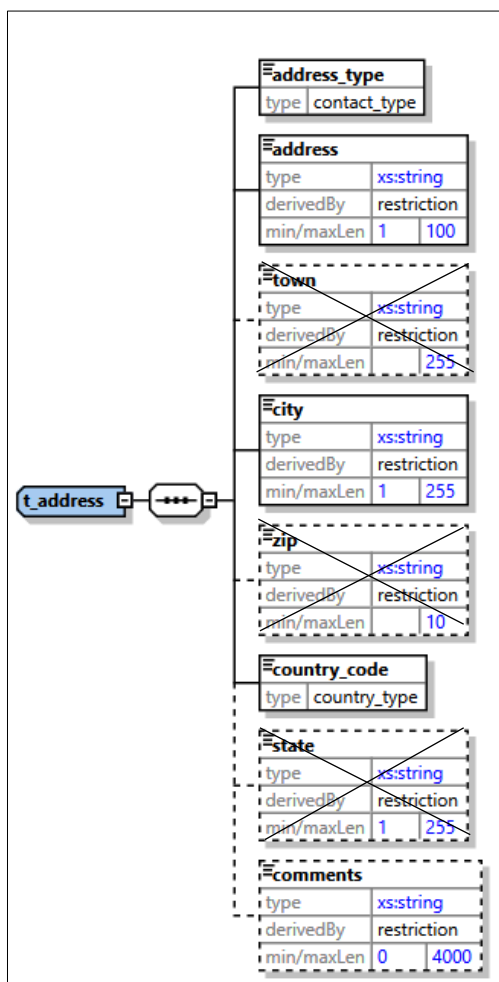 address_type
type contact_type
address
type xs:string
derivedBy restriction
min/maxLen 1 100
town
type xs:string
derivedBy restriction
min/maxLen 255
city
type xs:string
derivedBy restriction
min/maxLen 1 255
t_address
zip
type xs:string
derivedBy restriction
min/maxLen 10
country_code
type country_type
state
type xs:string
derivedBy restriction
min/maxLen 1 255
comments
type xs:string
derivedBy restriction
min/maxLen 0 4000